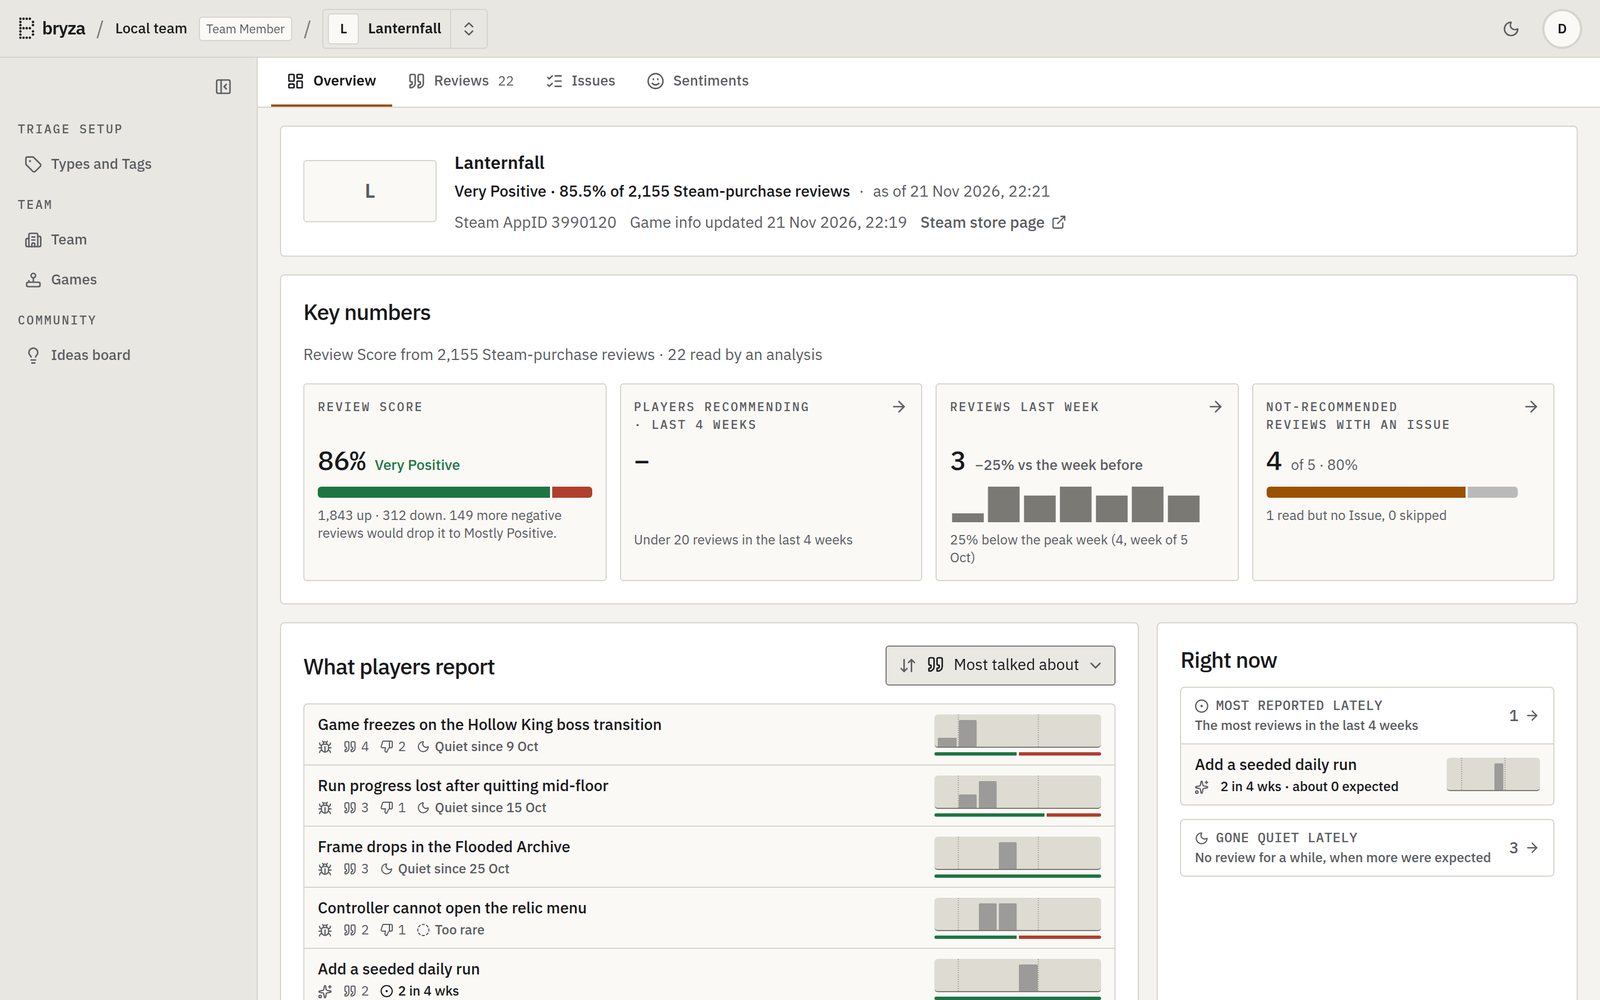 bryza / Local team Team Member / L Lanternfall D
Overview Reviews 22 Issues Sentiments
TRIAGE SETUP
Types and Tags
TEAM
Team
Games
COMMUNITY
Ideas board
L
Lanternfall
Very Positive · 85.5% of 2,155 Steam-purchase reviews · as of 21 Nov 2026, 22:21
Steam AppID 3990120 Game info updated 21 Nov 2026, 22:19 Steam store page
Key numbers
Review Score from 2,155 Steam-purchase reviews · 22 read by an analysis
REVIEW SCORE
86% Very Positive
1,843 up · 312 down. 149 more negative
reviews would drop it to Mostly Positive.
PLAYERS RECOMMENDING
· LAST 4 WEEKS
–
Under 20 reviews in the last 4 weeks
REVIEWS LAST WEEK
3 −25% vs the week before
25% below the peak week (4, week of 5
Oct)
NOT-RECOMMENDED
REVIEWS WITH AN ISSUE
4 of 5 · 80%
1 read but no Issue, 0 skipped
What players report
Most talked about
Game freezes on the Hollow King boss transition
4 2 Quiet since 9 Oct
Run progress lost after quitting mid-floor
3 1 Quiet since 15 Oct
Frame drops in the Flooded Archive
3 Quiet since 25 Oct
Controller cannot open the relic menu
2 1 Too rare
Add a seeded daily run
2 2 in 4 wks
Right now
MOST REPORTED LATELY
The most reviews in the last 4 weeks
1
Add a seeded daily run
2 in 4 wks · about 0 expected
GONE QUIET LATELY
No review for a while, when more were expected
3